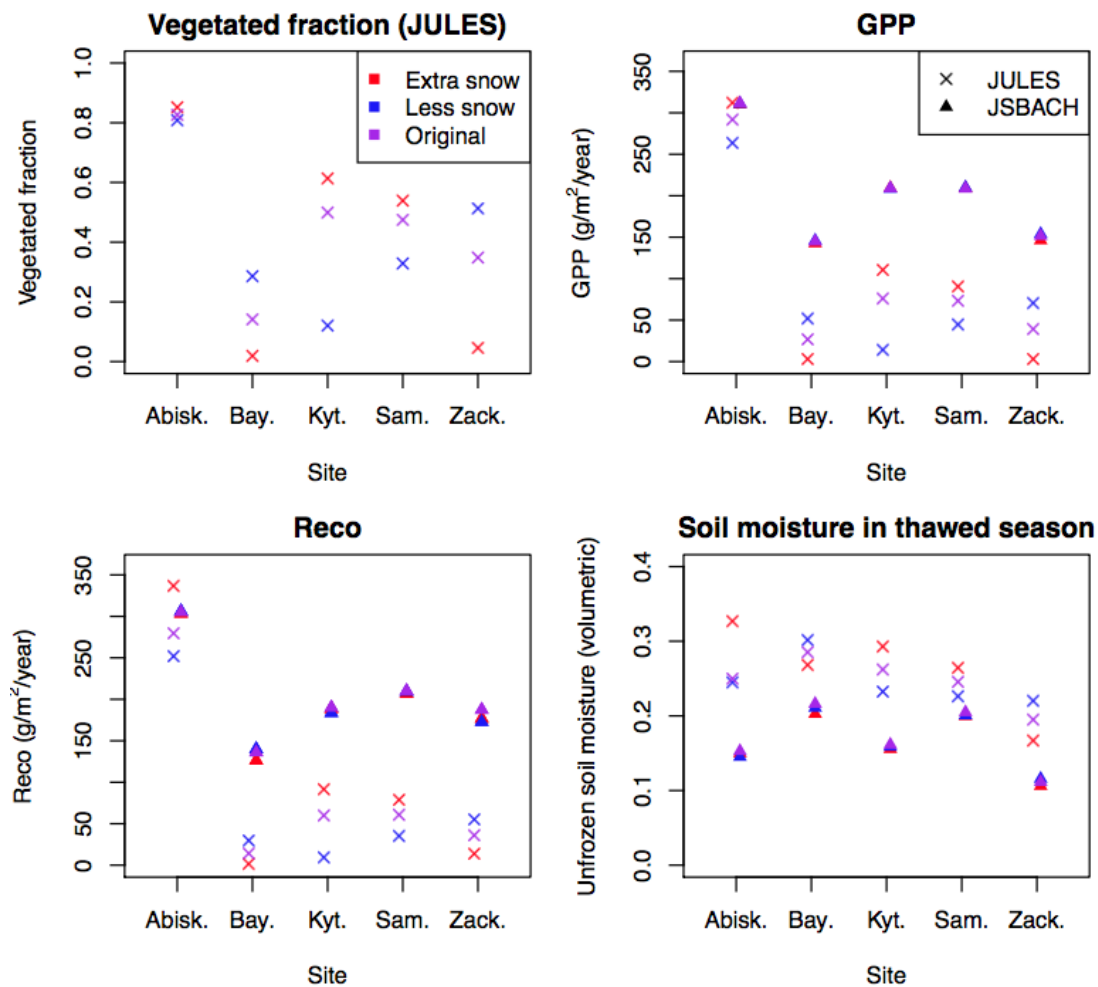 Vegetated fraction (JULES)
Vegetated fraction
1.0
0.8
0.6
0.4
0.2
0.0
Extra snow
Less snow
Original
Abisk. Bay. Kyt. Sam. Zack.
Site
GPP
GPP (g/m²/year)
350
250
150
50
0
JULES
JSBACH
Abisk. Bay. Kyt. Sam. Zack.
Site
Reco
Reco (g/m²/year)
350
250
150
50
0
Abisk. Bay. Kyt. Sam. Zack.
Site
Soil moisture in thawed season
Unfrozen soil moisture (volumetric)
0.4
0.3
0.2
0.1
0.0
Abisk. Bay. Kyt. Sam. Zack.
Site